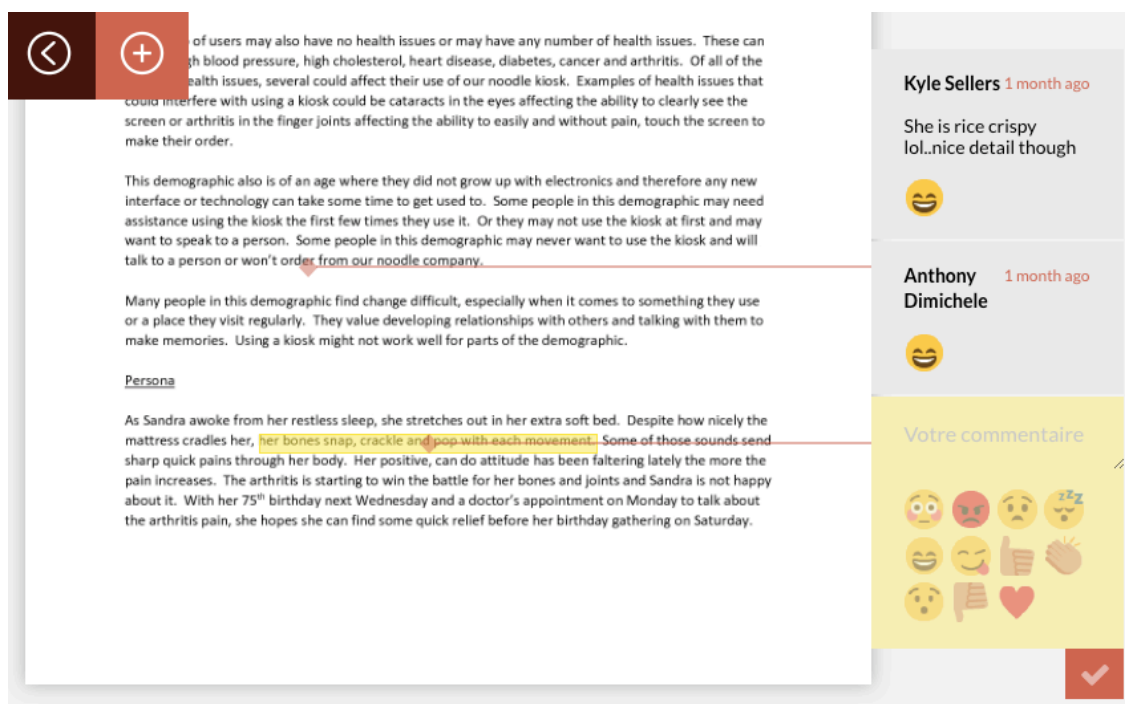 of users may also have no health issues or may have any number of health issues.  These can
blood pressure, high cholesterol, heart disease, diabetes, cancer and arthritis.  Of all of the
issues, several could affect their use of our noodle kiosk.  Examples of health issues that
could interfere with using a kiosk could be cataracts in the eyes affecting the ability to clearly see the
screen or arthritis in the finger joints affecting the ability to easily and without pain, touch the screen to
make their order.
This demographic also is of an age where they did not grow up with electronics and therefore any new
interface or technology can take some time to get used to.  Some people in this demographic may need
assistance using the kiosk the first few times they use it.  Or they may not use the kiosk at first and may
want to speak to a person.  Some people in this demographic may never want to use the kiosk and will
talk to a person or won't order from our noodle company.
Many people in this demographic find change difficult, especially when it comes to something they use
or a place they visit regularly.  They value developing relationships with others and talking with them to
make memories.  Using a kiosk might not work well for parts of the demographic.
Persona
As Sandra awoke from her restless sleep, she stretches out in her extra soft bed.  Despite how nicely the
mattress cradles her, her bones snap, crackle and pop with each movement.  Some of those sounds send
sharp quick pains through her body.  Her positive, can do attitude has been faltering lately the more the
pain increases.  The arthritis is starting to win the battle for her bones and joints and Sandra is not happy
about it.  With her 75th birthday next Wednesday and a doctor's appointment on Monday to talk about
the arthritis pain, she hopes she can find some quick relief before her birthday gathering on Saturday.
Kyle Sellers 1 month ago
She is rice crispy
lol..nice detail though
Anthony 1 month ago
Dimichele
Votre commentaire